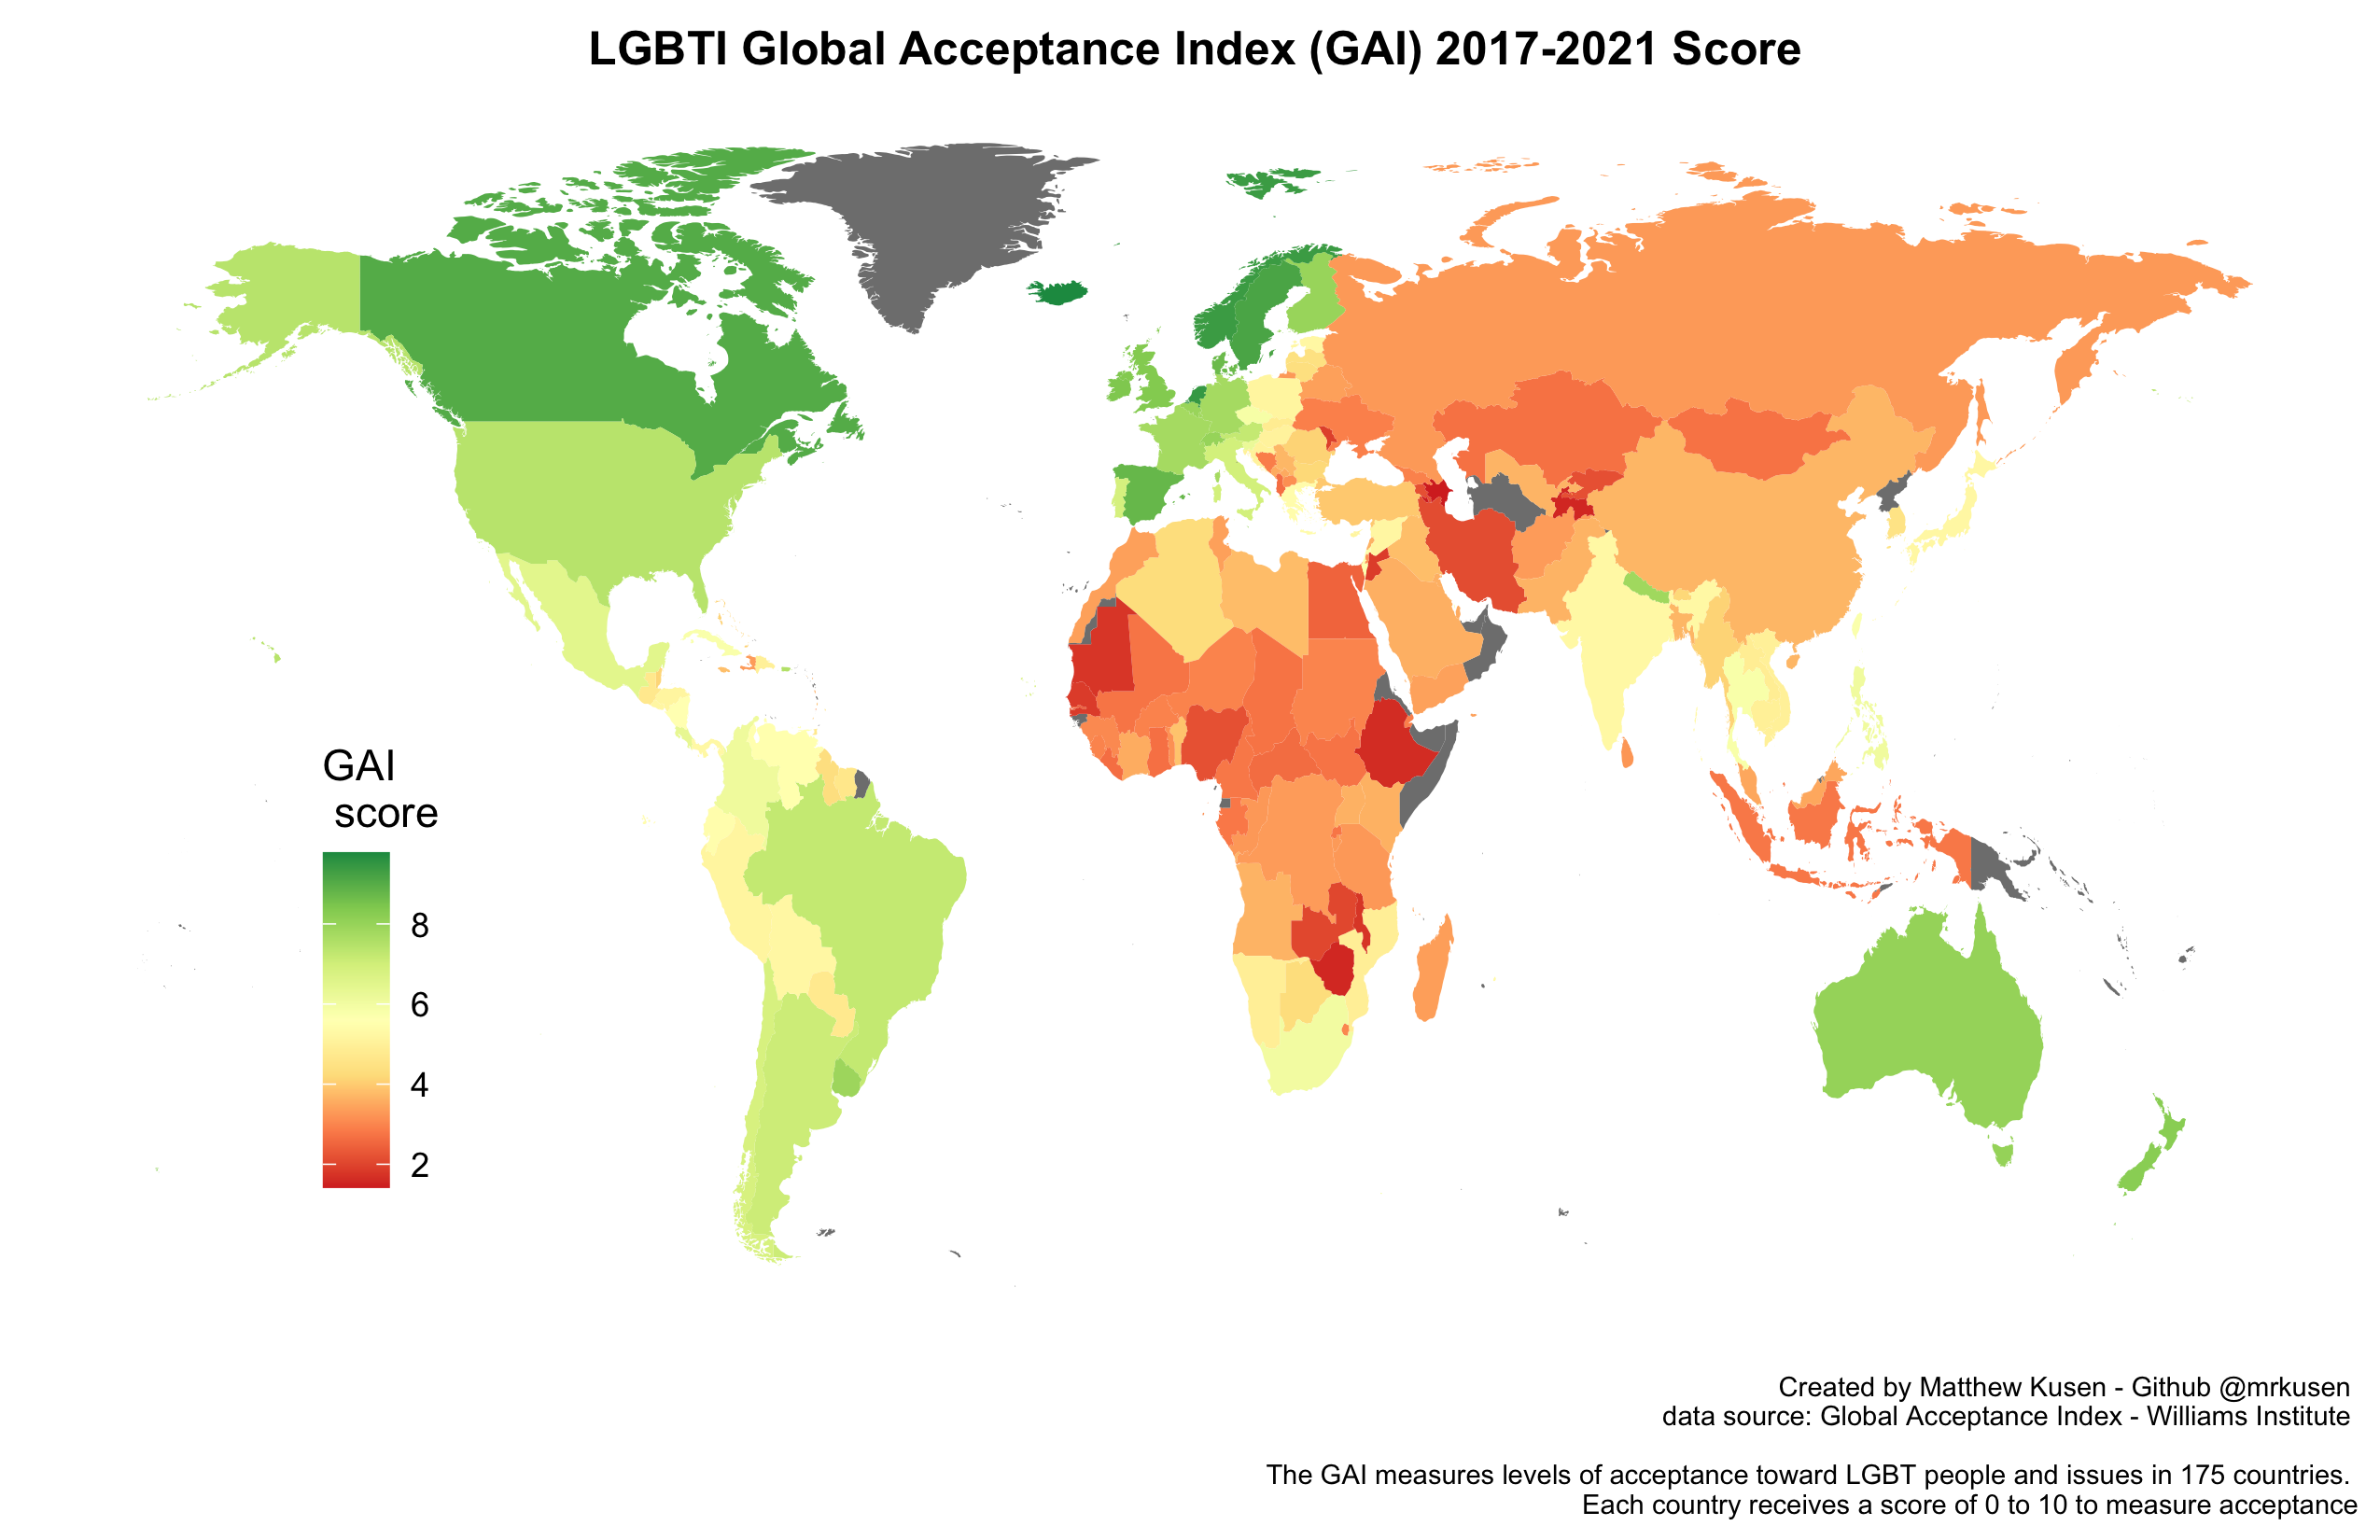 LGBTI Global Acceptance Index (GAI) 2017-2021 Score
GAI
score
8
6
4
2
Created by Matthew Kusen - Github @mrkusen
data source: Global Acceptance Index - Williams Institute
The GAI measures levels of acceptance toward LGBT people and issues in 175 countries.
Each country receives a score of 0 to 10 to measure acceptance